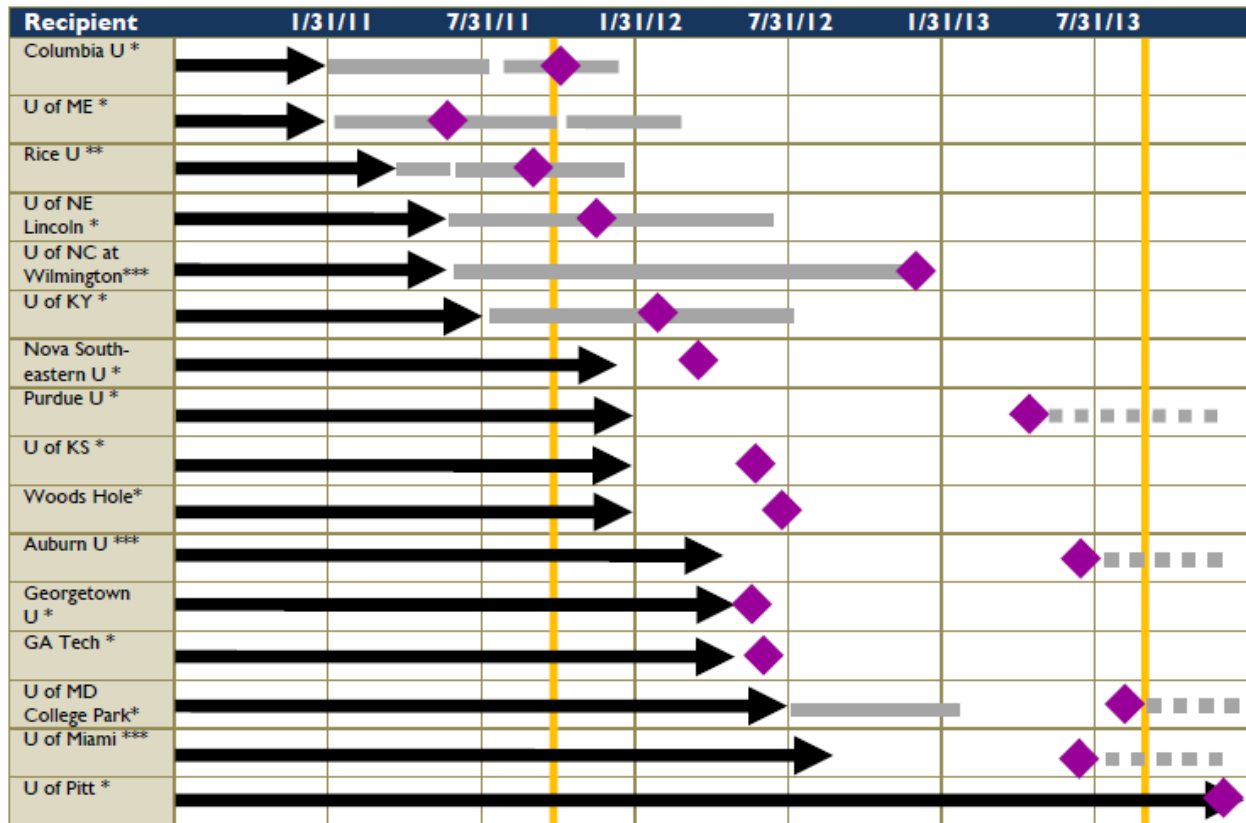 Recipient 1/31/11 7/31/11 1/31/12 7/31/12 1/31/13 7/31/13
Columbia U *
U of ME *
Rice U **
U of NE
Lincoln *
U of NC at
Wilmington***
U of KY *
Nova South-
eastern U *
Purdue U *
U of KS *
Woods Hole*
Auburn U ***
Georgetown
U *
GA Tech *
U of MD
College Park*
U of Miami ***
U of Pitt *